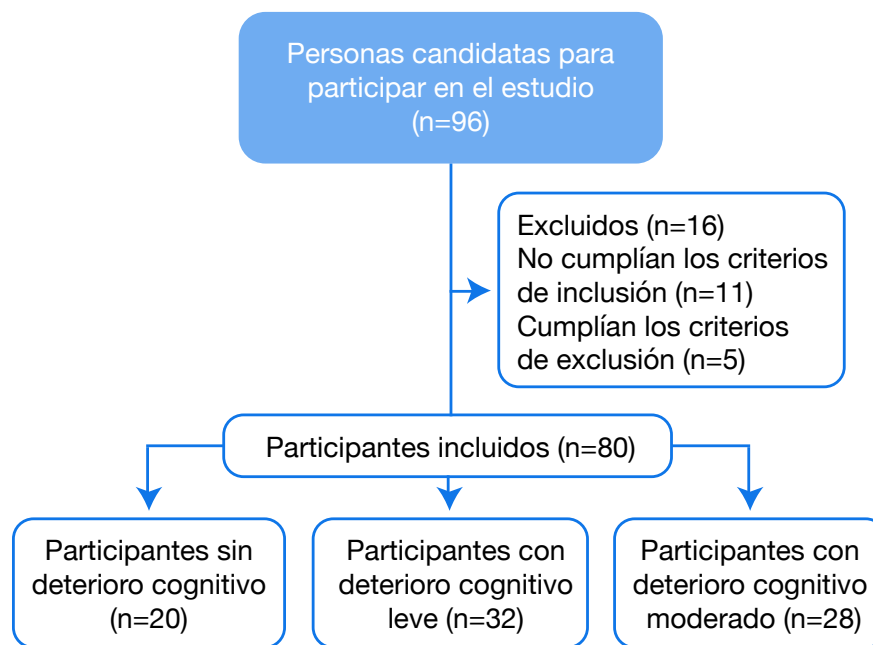 Personas candidatas para
participar en el estudio
(n=96)
Excluidos (n=16)
No cumplían los criterios
de inclusión (n=11)
Cumplían los criterios
de exclusión (n=5)
Participantes incluidos (n=80)
Participantes sin
deterioro cognitivo
(n=20)
Participantes con
deterioro cognitivo
leve (n=32)
Participantes con
deterioro cognitivo
moderado (n=28)